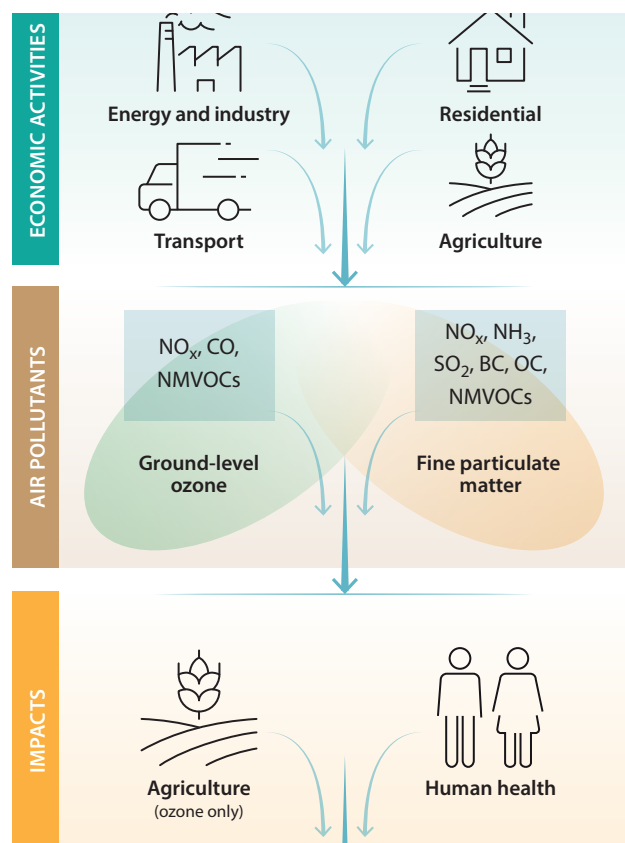 ECONOMIC ACTIVITIES
Energy and industry
Residential
Transport
Agriculture
AIR POLLUTANTS
NOₓ, CO,
NMVOCs
NOₓ, NH₃,
SO₂, BC, OC,
NMVOCs
Ground-level
ozone
Fine particulate
matter
IMPACTS
Agriculture
(ozone only)
Human health